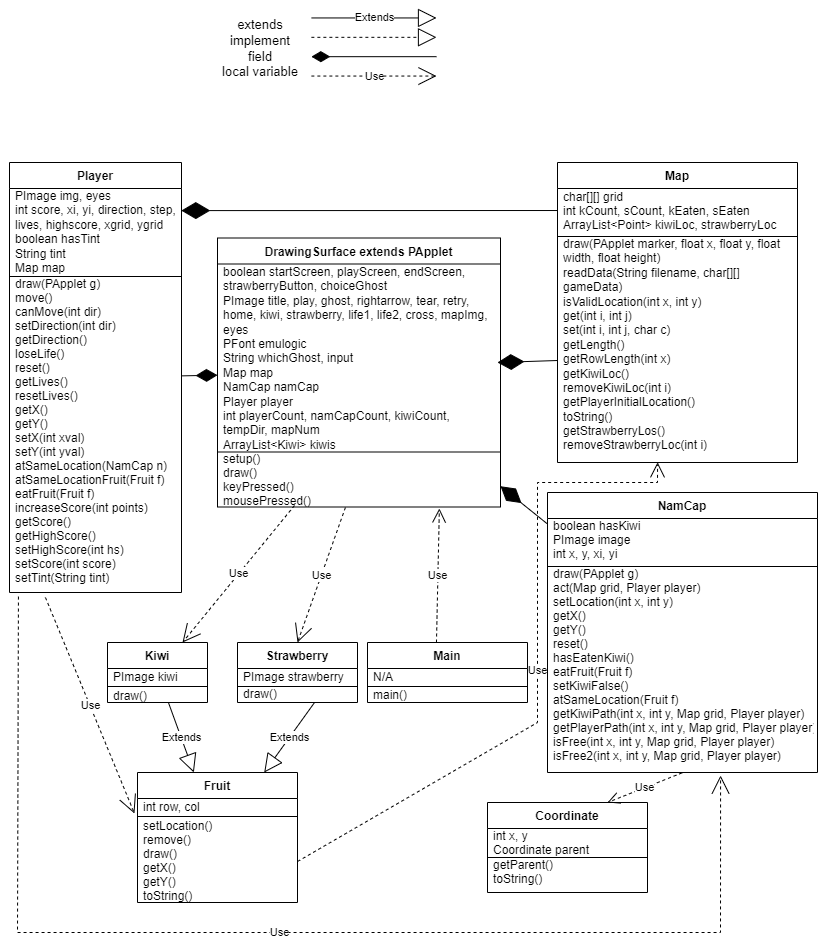 extends
Extends
implement
field
local variable
Use
Player
PImage img, eyes
int score, xi, yi, direction, step,
lives, highscore, xgrid, ygrid
boolean hasTint
String tint
Map map
draw(PApplet g)
move()
canMove(int dir)
setDirection(int dir)
getDirection()
loseLife()
reset()
getLives()
resetLives()
getX()
getY()
setX(int xval)
setY(int yval)
atSameLocation(NamCap n)
atSameLocationFruit(Fruit f)
eatFruit(Fruit f)
increaseScore(int points)
getScore()
getHighScore()
setHighScore(int hs)
setScore(int score)
setTint(String tint)
DrawingSurface extends PApplet
boolean startScreen, playScreen, endScreen,
strawberryButton, choiceGhost
PImage title, play, ghost, rightarrow, tear, retry,
home, kiwi, strawberry, life1, life2, cross, mapImg,
eyes
PFont emulogic
String whichGhost, input
Map map
NamCap namCap
Player player
int playerCount, namCapCount, kiwiCount,
tempDir, mapNum
ArrayList<Kiwi> kiwis
setup()
draw()
keyPressed()
mousePressed()
Map
char[][] grid
int kCount, sCount, kEaten, sEaten
ArrayList<Point> kiwiLoc, strawberryLoc
draw(PApplet marker, float x, float y, float
width, float height)
readData(String filename, char[][]
gameData)
isValidLocation(int x, int y)
get(int i, int j)
set(int i, int j, char c)
getLength()
getRowLength(int x)
getKiwiLoc()
removeKiwiLoc(int i)
getPlayerInitialLocation()
toString()
getStrawberryLos()
removeStrawberryLoc(int i)
NamCap
boolean hasKiwi
PImage image
int x, y, xi, yi
draw(PApplet g)
act(Map grid, Player player)
setLocation(int x, int y)
getX()
getY()
reset()
hasEatenKiwi()
eatFruit(Fruit f)
setKiwiFalse()
atSameLocation(Fruit f)
getKiwiPath(int x, int y, Map grid, Player player)
getPlayerPath(int x, int y, Map grid, Player player)
isFree(int x, int y, Map grid, Player player)
isFree2(int x, int y, Map grid, Player player)
Use
Use
Use
Kiwi
PImage kiwi
draw()
Strawberry
PImage strawberry
draw()
Main
N/A
main()
Use
Use
Extends
Extends
Fruit
int row, col
setLocation()
remove()
draw()
getX()
getY()
toString()
Use
Coordinate
int x, y
Coordinate parent
getParent()
toString()
Use